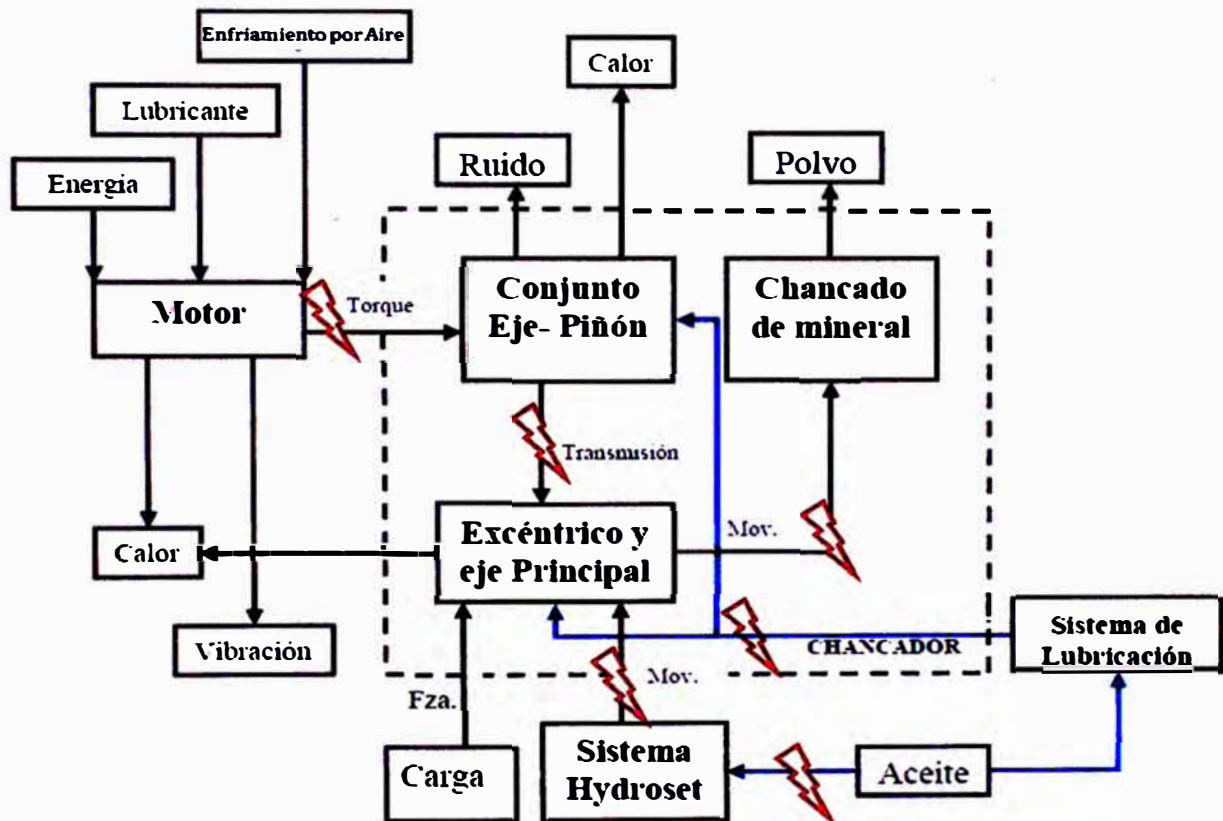 Enfriamiento por Aire
Calor
Lubricante
Ruido
Polvo
Energía
Motor
Torque
Conjunto
Eje- Piñón
Chancado
de mineral
Transmisión
Excéntrico y
eje Principal
Mov.
Calor
Vibración
CHANCADOR
Sistema de
Lubricación
Fza.
Mov.
Carga
Sistema
Hydroset
Aceite